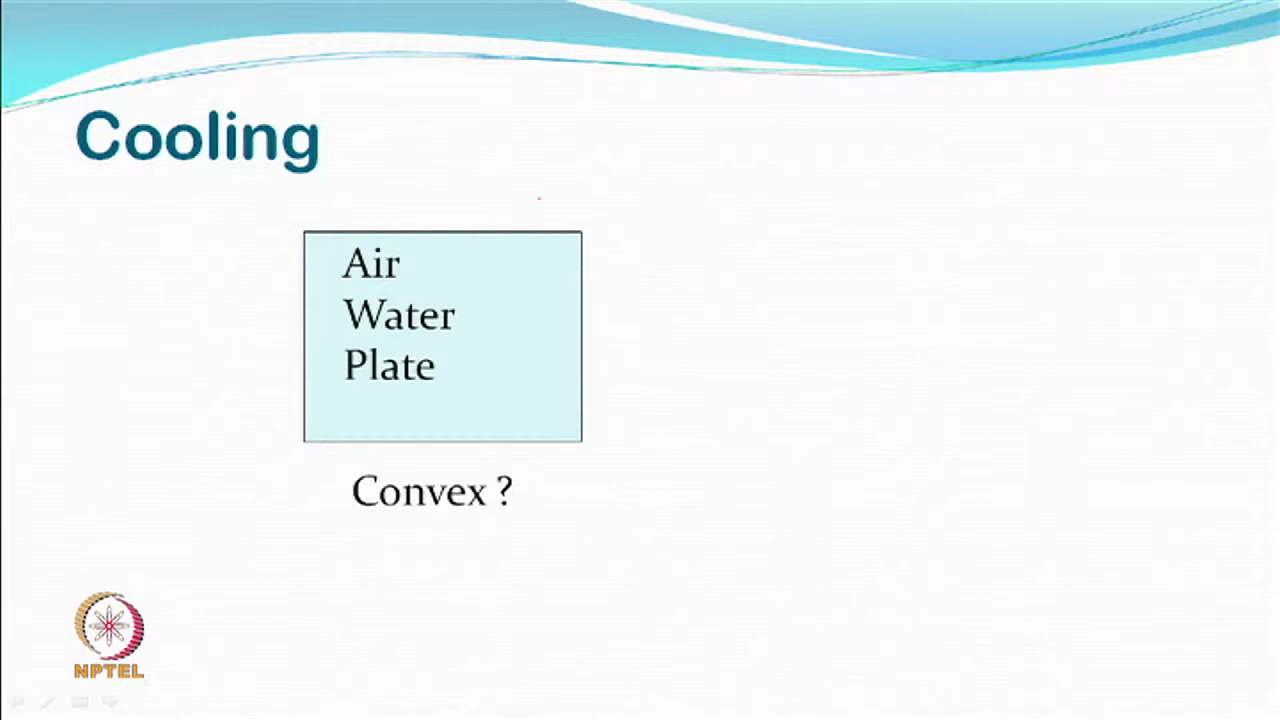 Cooling
Air
Water
Plate
Convex ?
NPTEL